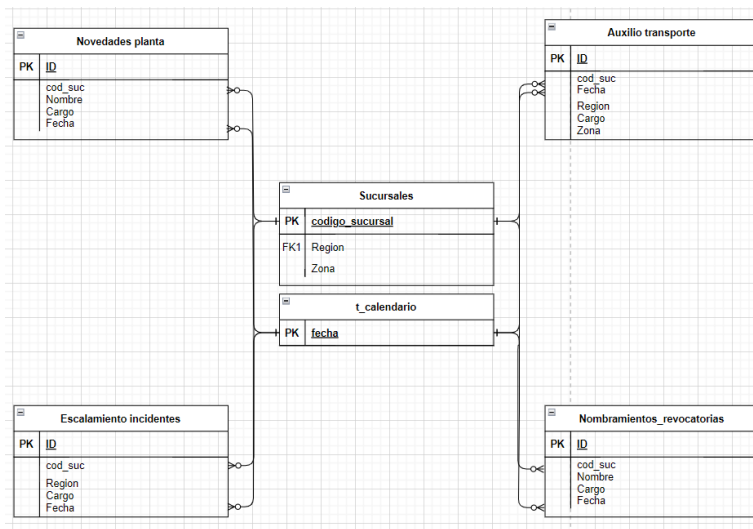 Novedades planta
PK ID
cod_suc
Nombre
Cargo
Fecha
Auxilio transporte
PK ID
cod_suc
Fecha
Region
Cargo
Zona
Sucursales
PK codigo_sucursal
FK1 Region
Zona
t_calendario
PK fecha
Escalamiento incidentes
PK ID
cod_suc
Region
Cargo
Fecha
Nombramientos_revocatorias
PK ID
cod_suc
Nombre
Cargo
Fecha